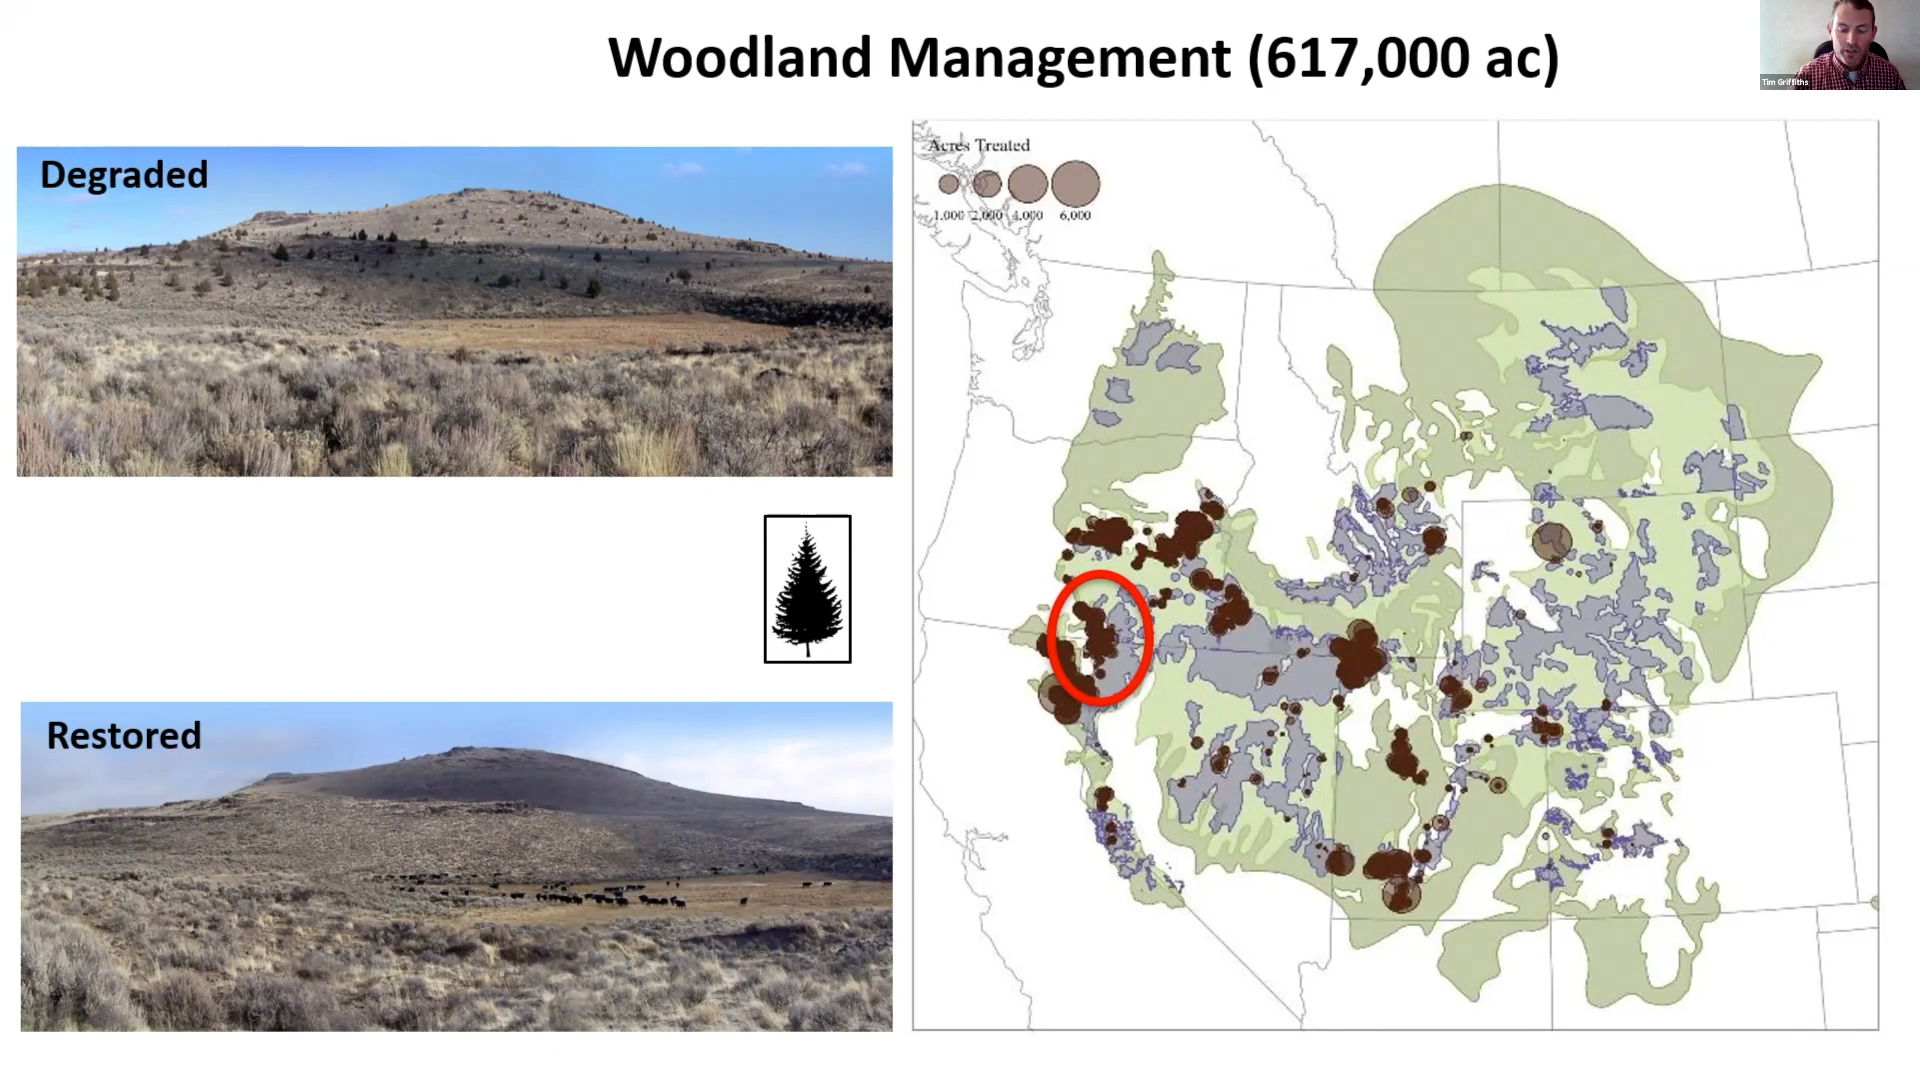 Woodland Management (617,000 ac)
Tim Griffiths
Degraded
Restored
Acres Treated
1,000 2,000 4,000 6,000